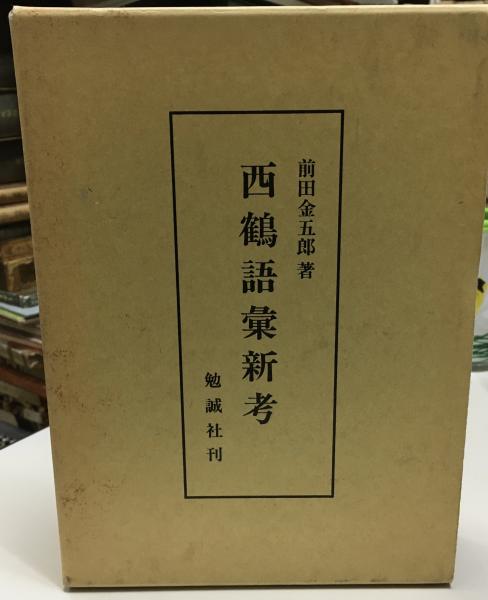 前田金五郎 著
西鶴語彙新考
勉誠社刊